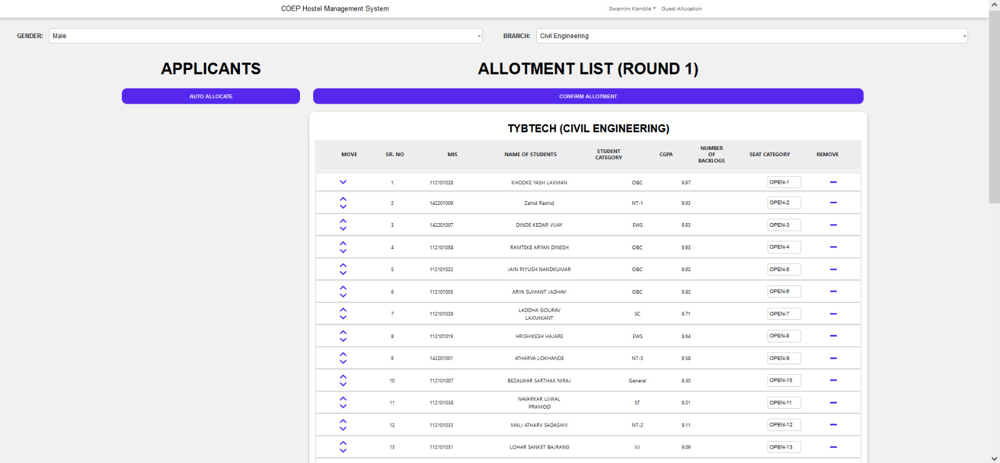 COEP Hostel Management System
Swarnim Kamble Guest Allocation
GENDER: Male BRANCH: Civil Engineering
APPLICANTS ALLOTMENT LIST (ROUND 1)
AUTO ALLOCATE CONFIRM ALLOTMENT
TYBTECH (CIVIL ENGINEERING)
MOVE SR. NO MIS NAME OF STUDENTS STUDENT CATEGORY CGPA NUMBER OF BACKLOGS SEAT CATEGORY REMOVE
1 112101028 KHODKE YASH LAXMAN OBC 9.97 OPEN-1
2 142201009 Zahid Rashid NT-1 9.93 OPEN-2
3 142201007 DINDE KEDAR VIJAY EWS 9.93 OPEN-3
4 112101058 RAMTEKE ARYAN DINESH OBC 9.93 OPEN-4
5 112101022 JAIN PIYUSH NANDKUMAR OBC 9.92 OPEN-5
6 112101005 ARYA SUMANT JADHAV OBC 9.82 OPEN-6
7 112101029 LADDHA GOURAV LAXMIKANT SC 9.71 OPEN-7
8 112101019 HRISHIKESH HAJARE EWS 9.64 OPEN-8
9 142201001 ATHARVA LOKHANDE NT-3 9.58 OPEN-9
10 112101007 BEZALWAR SARTHAK NIRAJ General 9.30 OPEN-10
11 112101038 NAVARKAR UJWAL PRAMOD ST 9.21 OPEN-11
12 112101033 MALI ATHARV SADASHIV NT-2 9.11 OPEN-12
13 112101031 LOHAR SANKET BAJRANG VJ 9.09 OPEN-13